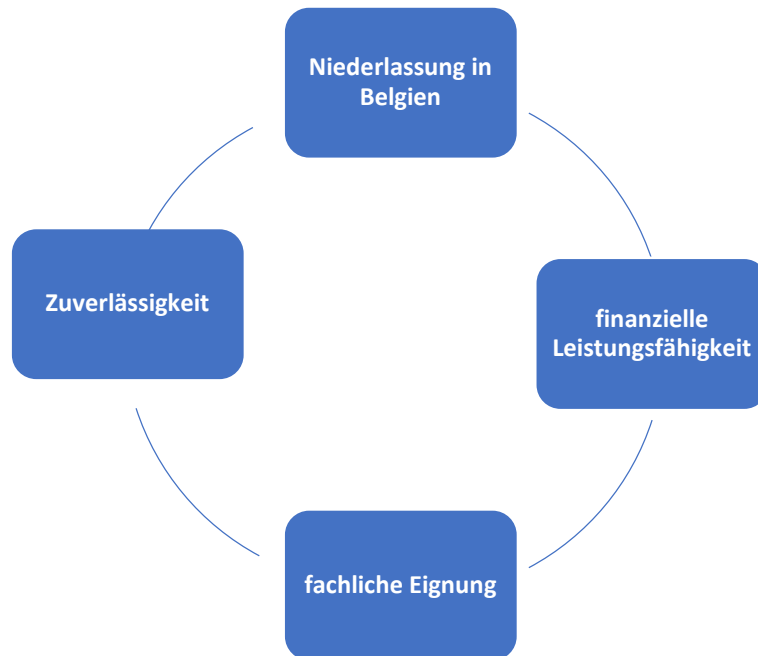 Niederlassung in
Belgien
Zuverlässigkeit
finanzielle
Leistungsfähigkeit
fachliche Eignung